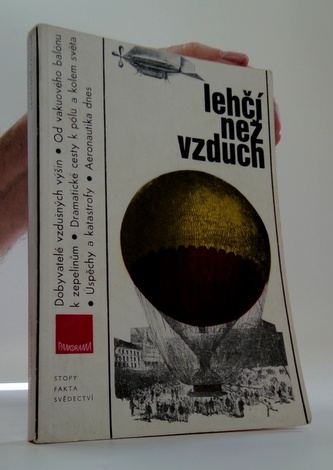 lehčí
než
vzduch
Dobyvatelé vzdušných výšin • Od vakuového balónu
k zepelínům • Dramatické cesty k pólu a kolem světa
• Úspěchy a katastrofy • Aeronautika dnes
PANORAMA
STOPY
FAKTA
SVĚDECTVÍ